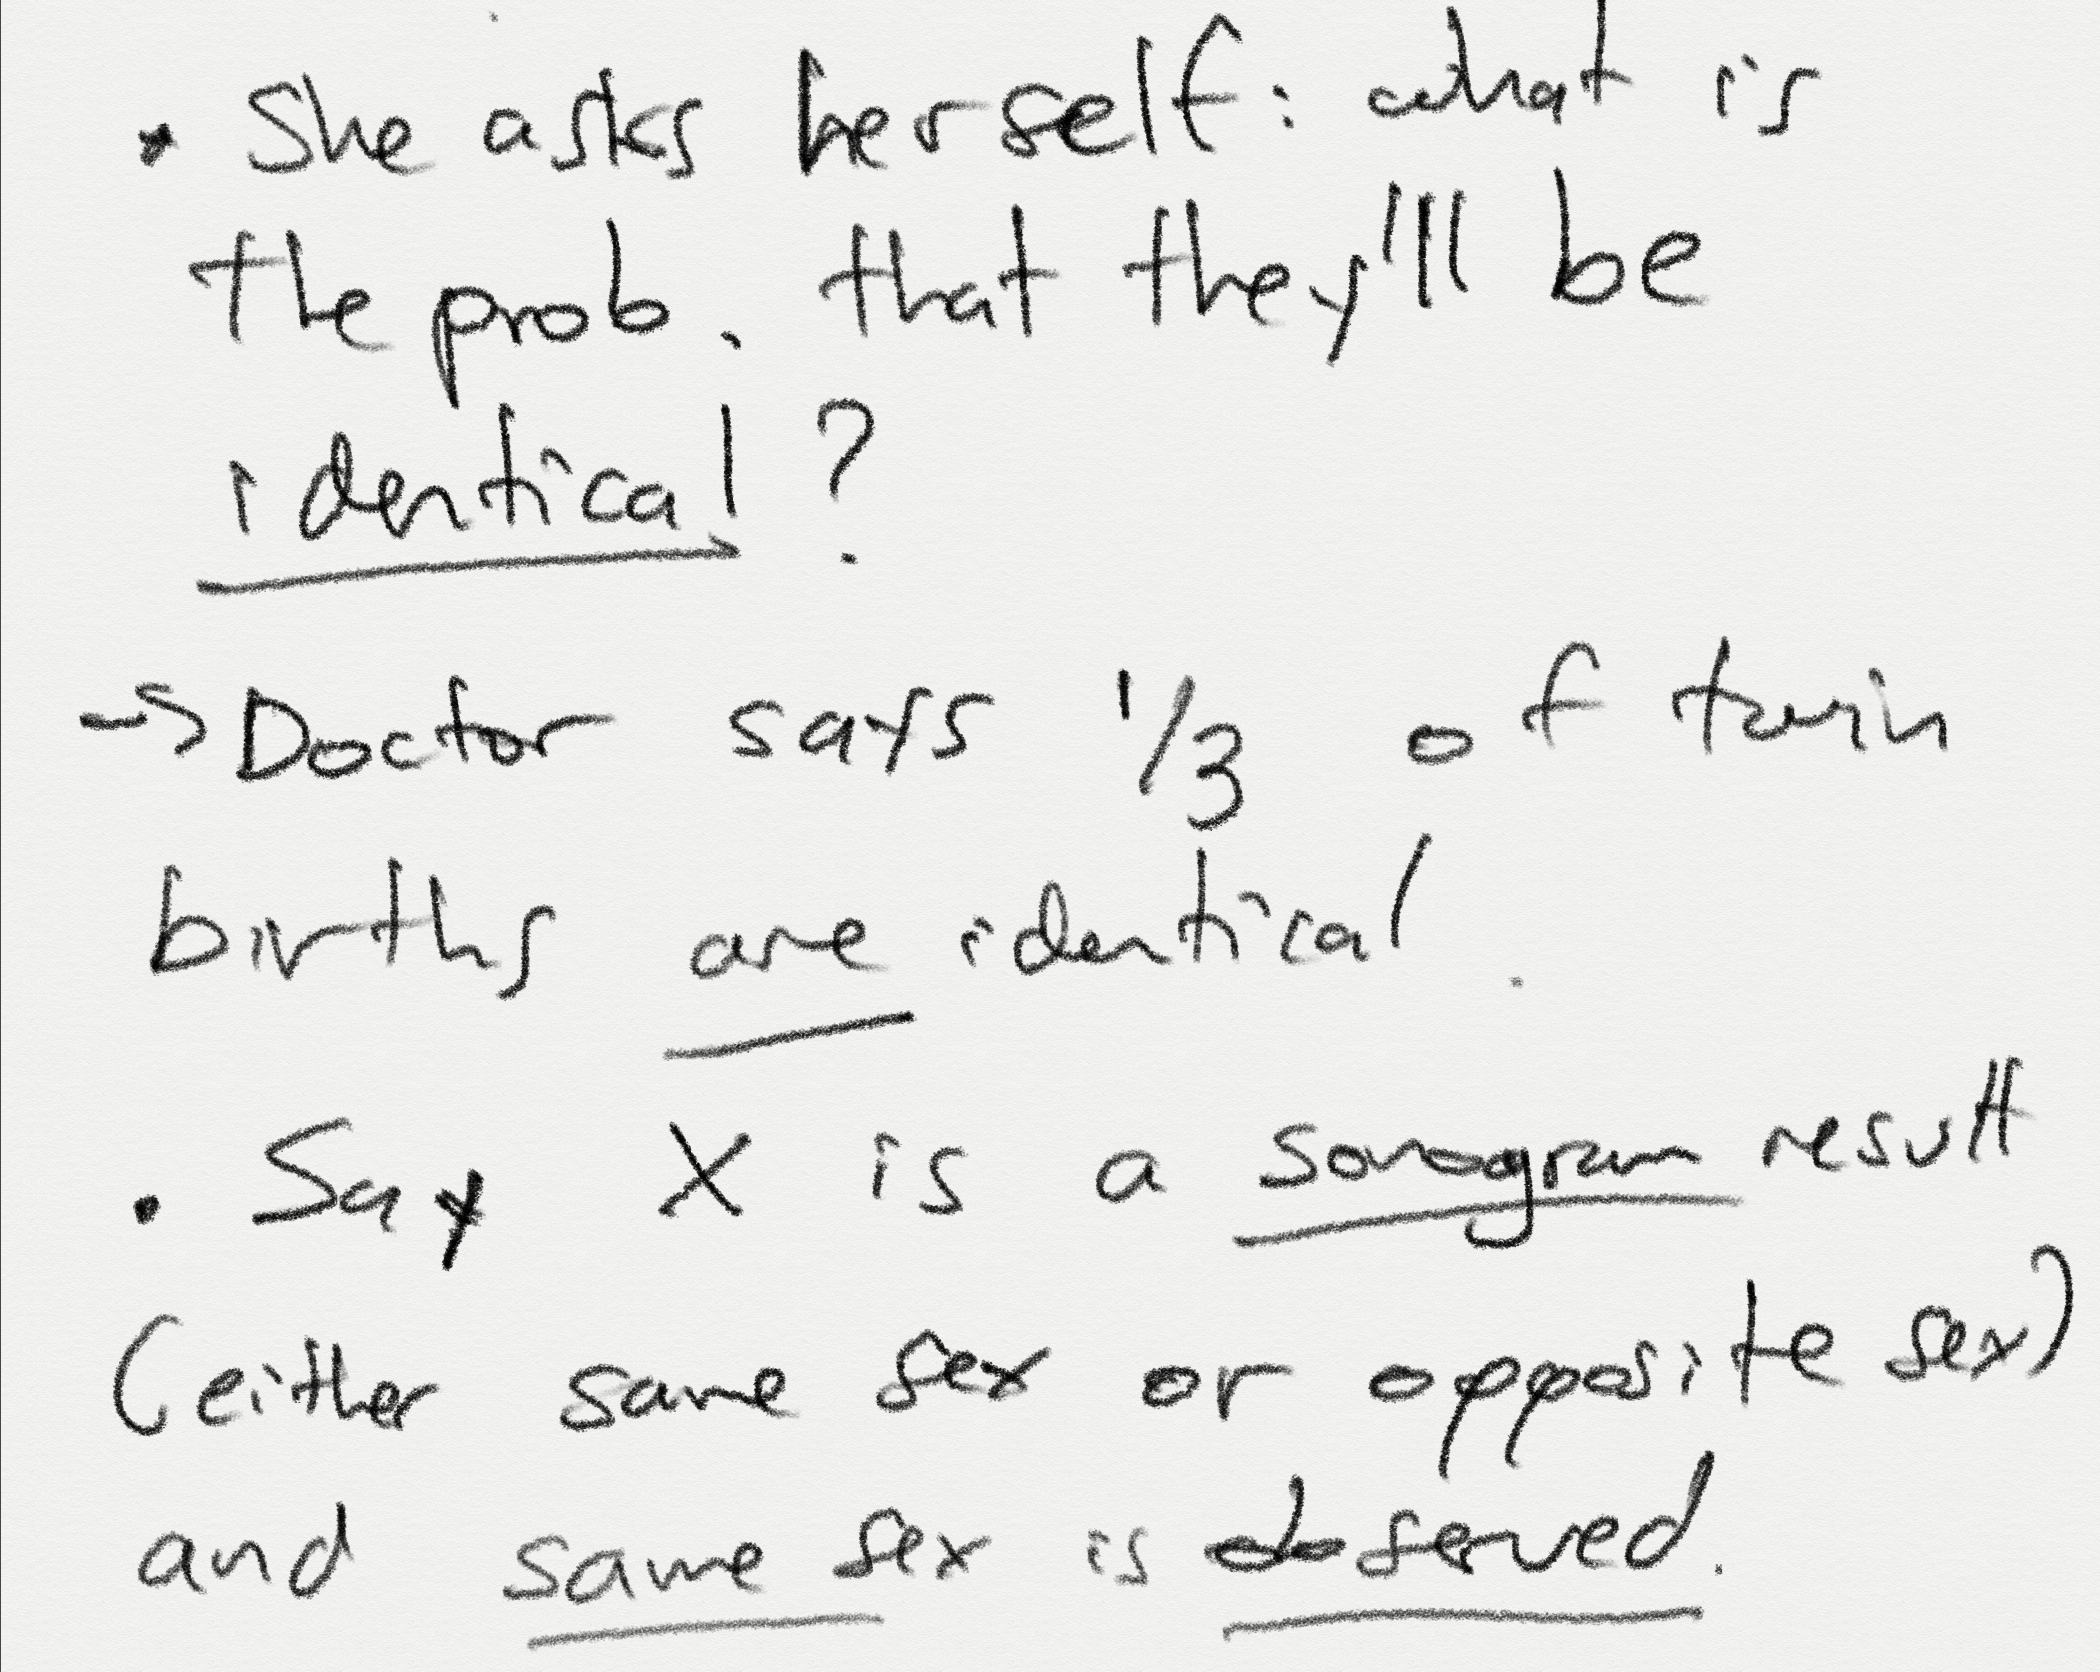 • She asks herself: what is
the prob. that they'll be
identical?
→ Doctor says 1/3 of twin
births are identical.
• Say X is a sonogram result
(either same sex or opposite sex)
and same sex is observed.